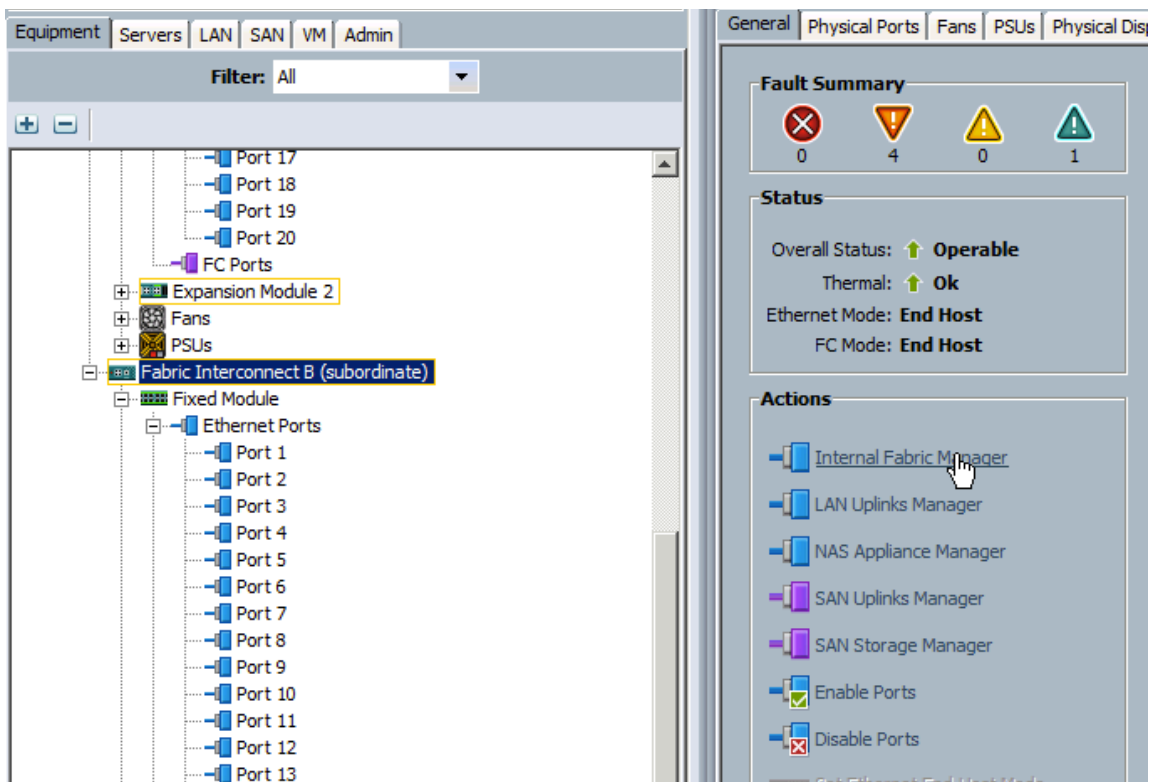 Equipment Servers LAN SAN VM Admin
Filter: All
Port 17
Port 18
Port 19
Port 20
FC Ports
Expansion Module 2
Fans
PSUs
Fabric Interconnect B (subordinate)
Fixed Module
Ethernet Ports
Port 1
Port 2
Port 3
Port 4
Port 5
Port 6
Port 7
Port 8
Port 9
Port 10
Port 11
Port 12
Port 13
General Physical Ports Fans PSUs Physical Disp
Fault Summary
0 4 0 1
Status
Overall Status: Operable
Thermal: Ok
Ethernet Mode: End Host
FC Mode: End Host
Actions
Internal Fabric Manager
LAN Uplinks Manager
NAS Appliance Manager
SAN Uplinks Manager
SAN Storage Manager
Enable Ports
Disable Ports